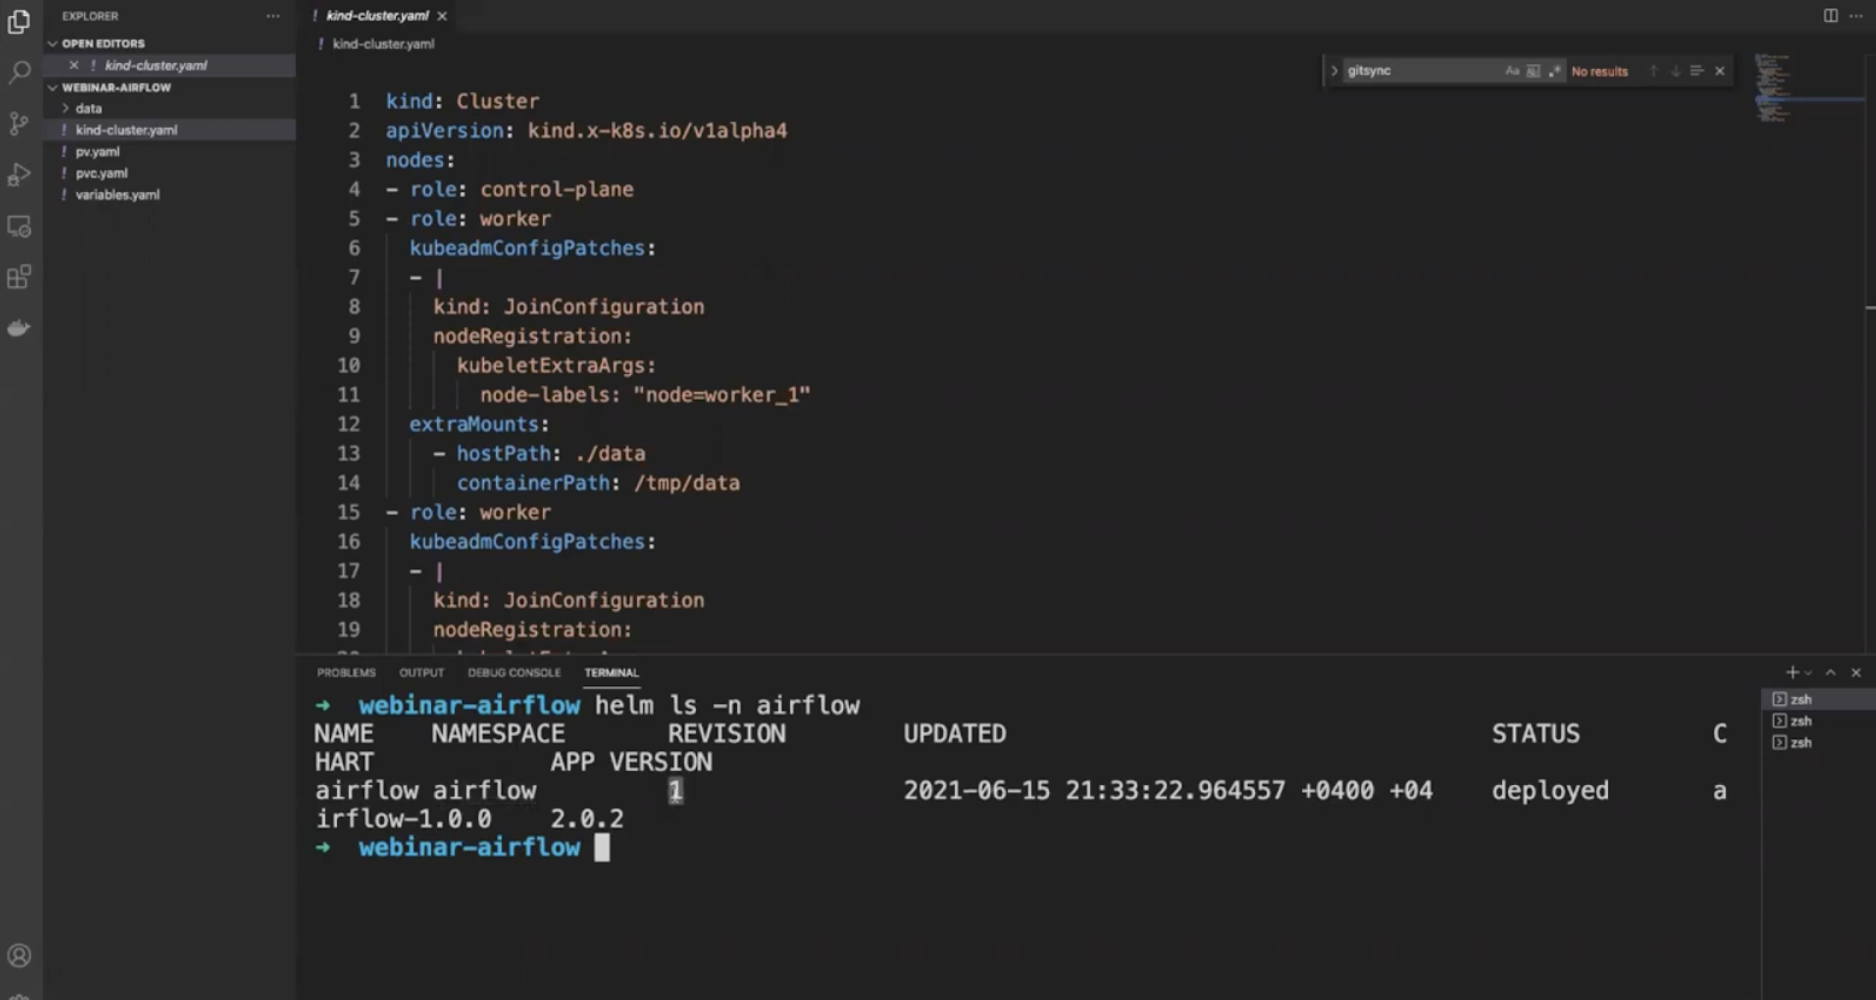 EXPLORER
OPEN EDITORS
kind-cluster.yaml
WEBINAR-AIRFLOW
data
kind-cluster.yaml
pv.yaml
pvc.yaml
variables.yaml
kind-cluster.yaml
kind-cluster.yaml
gitsync
Aa
No results
1 kind: Cluster
2 apiVersion: kind.x-k8s.io/v1alpha4
3 nodes:
4 - role: control-plane
5 - role: worker
6 kubeadmConfigPatches:
7 - |
8 kind: JoinConfiguration
9 nodeRegistration:
10 kubeletExtraArgs:
11 node-labels: "node=worker_1"
12 extraMounts:
13 - hostPath: ./data
14 containerPath: /tmp/data
15 - role: worker
16 kubeadmConfigPatches:
17 - |
18 kind: JoinConfiguration
19 nodeRegistration:
PROBLEMS OUTPUT DEBUG CONSOLE TERMINAL
➜ webinar-airflow helm ls -n airflow
NAME NAMESPACE REVISION UPDATED STATUS C
HART APP VERSION
airflow airflow 1 2021-06-15 21:33:22.964557 +0400 +04 deployed a
irflow-1.0.0 2.0.2
➜ webinar-airflow
zsh
zsh
zsh